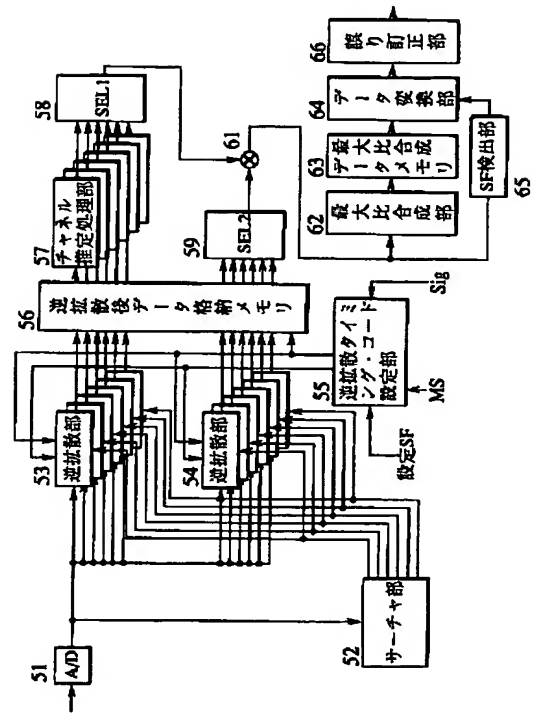 51
A/D
52
サーチャ部
53
逆拡散部
54
逆拡散部
55
逆拡散タイミ
ング・コード
設定部
設定SF
MS
Sig
56
逆拡散後データ格納メモリ
57
チャネル
推定処理部
58
SEL1
59
SEL2
61
62
最大比合成部
63
最大比合成
データメモリ
64
データ変換部
65
SF検出部
66
誤り訂正部